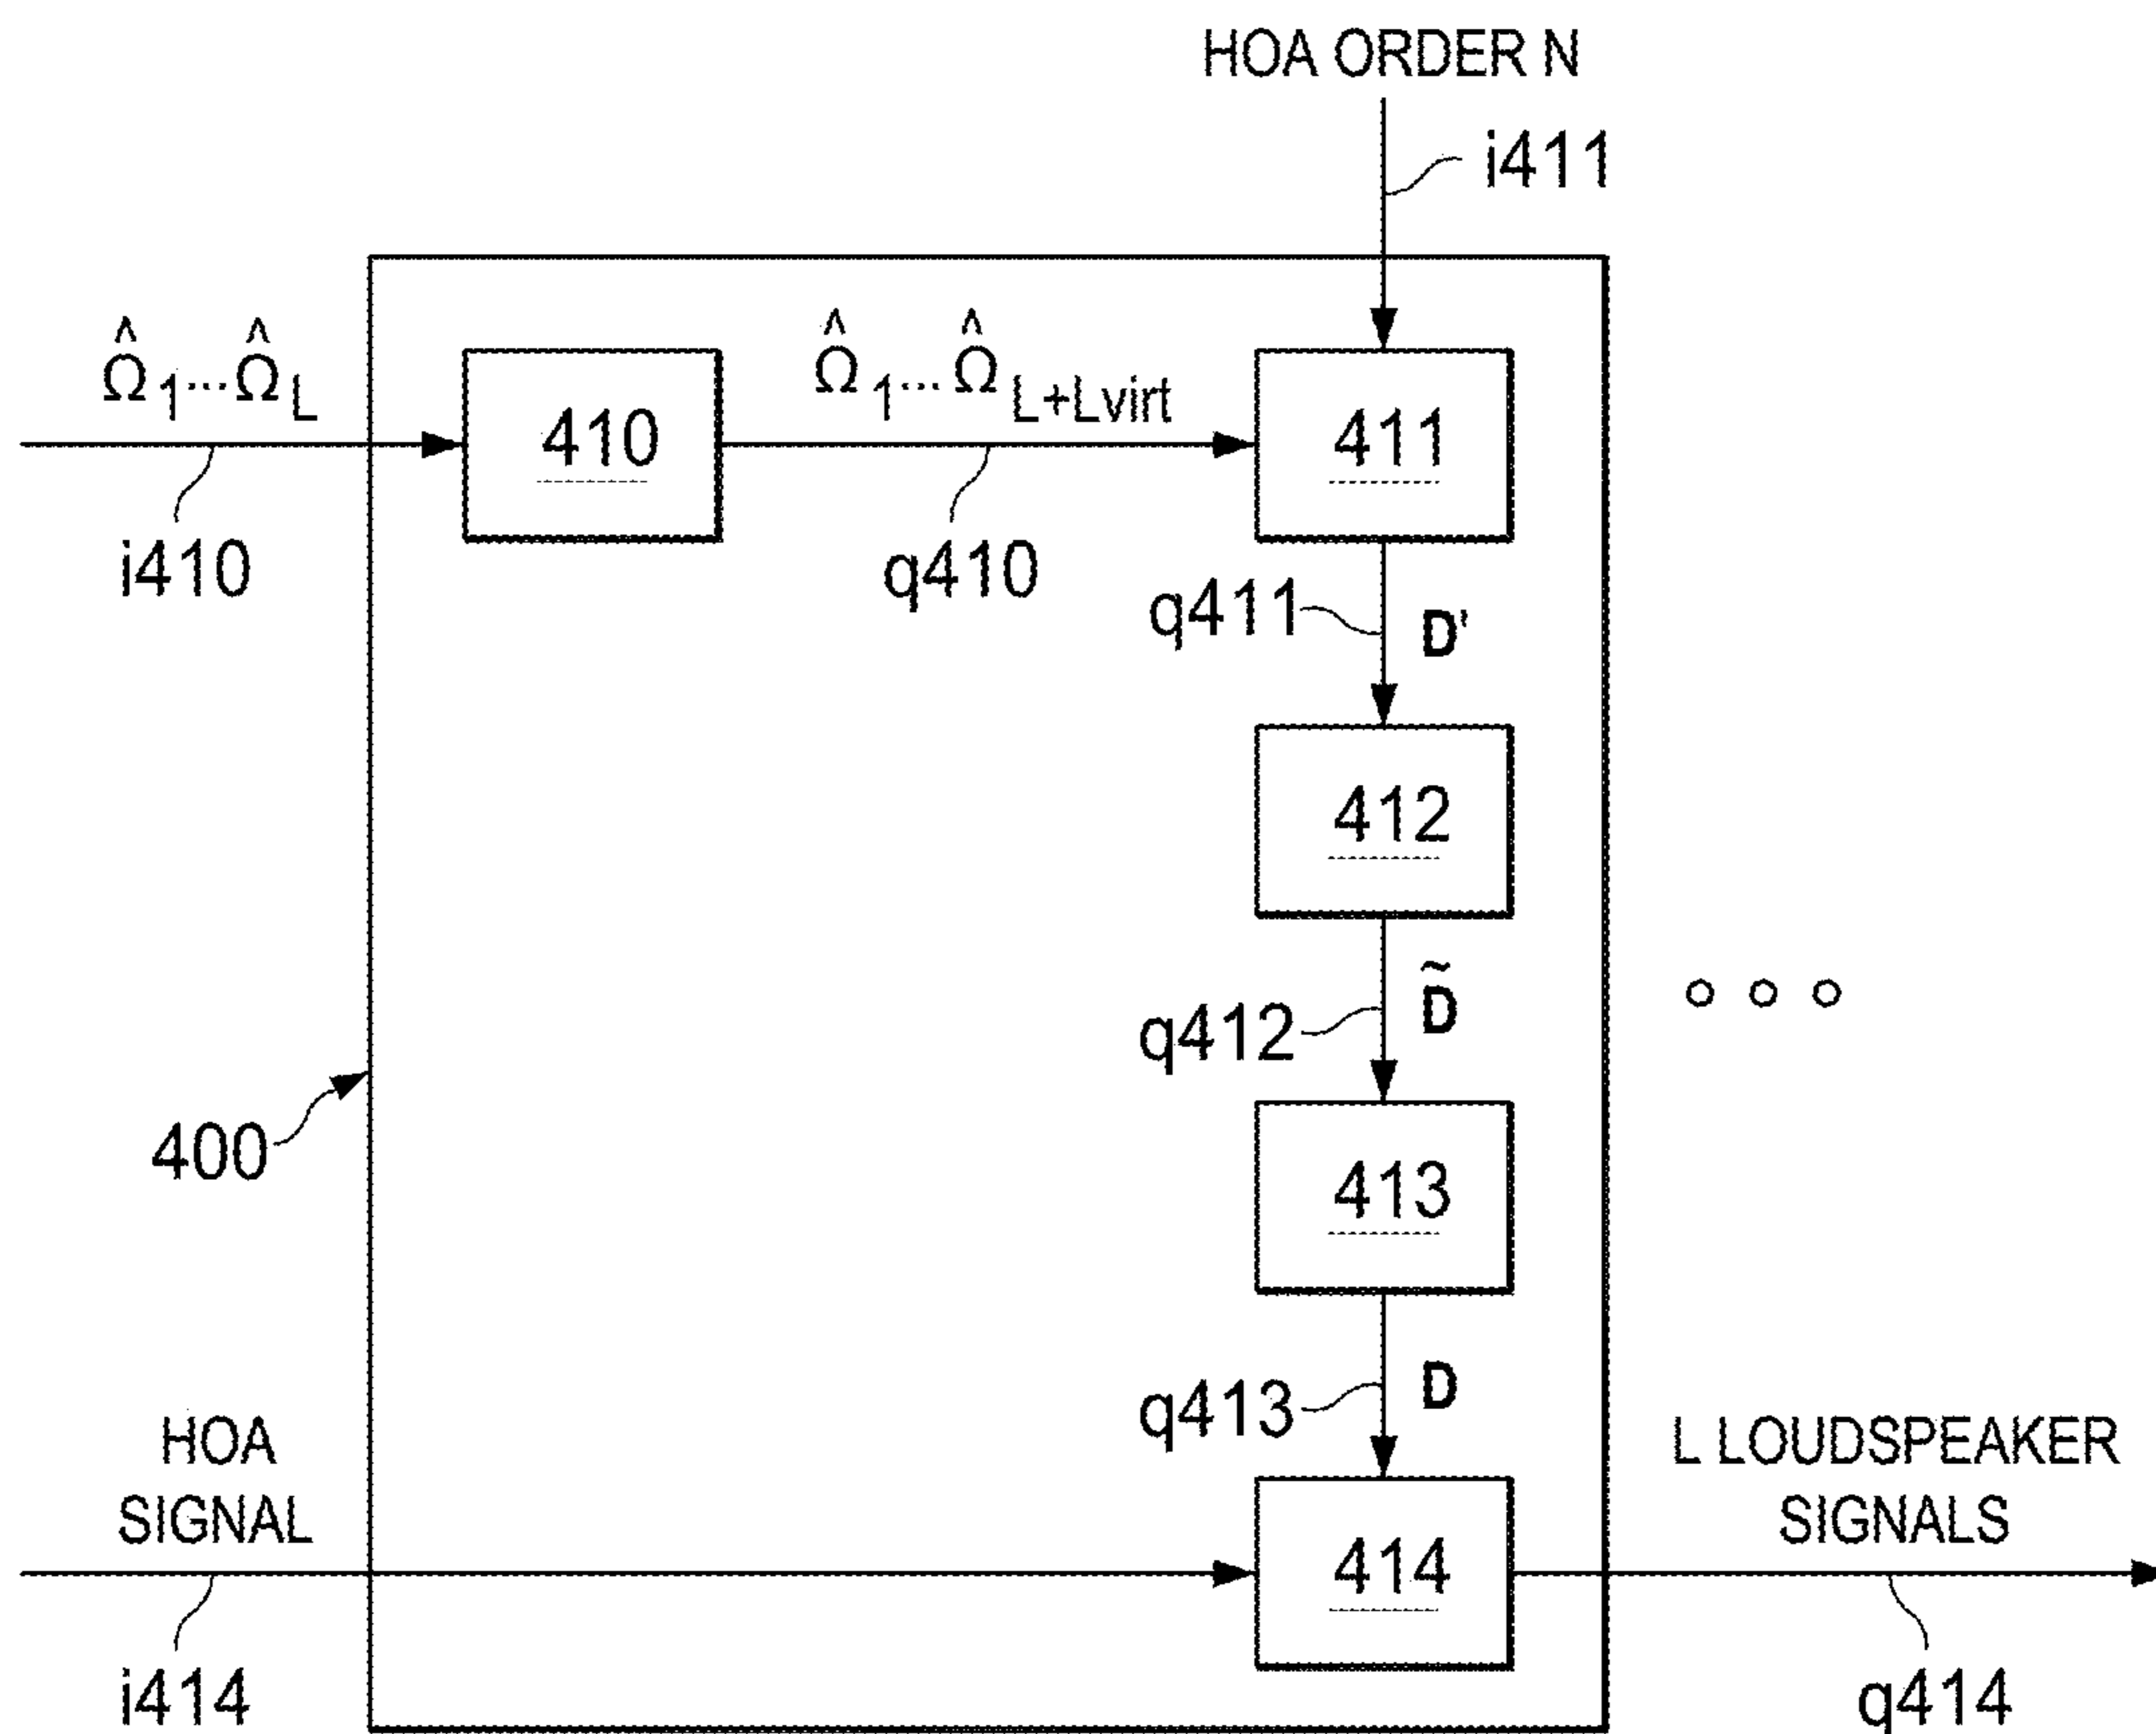 HOA ORDER N
i411
Ω̂1...Ω̂L
Ω̂1...Ω̂L+Lvirt
410
411
i410
q410
q411
D'
412
q412
D̃
400
413
q413
D
HOA
SIGNAL
L LOUDSPEAKER
SIGNALS
414
i414
q414